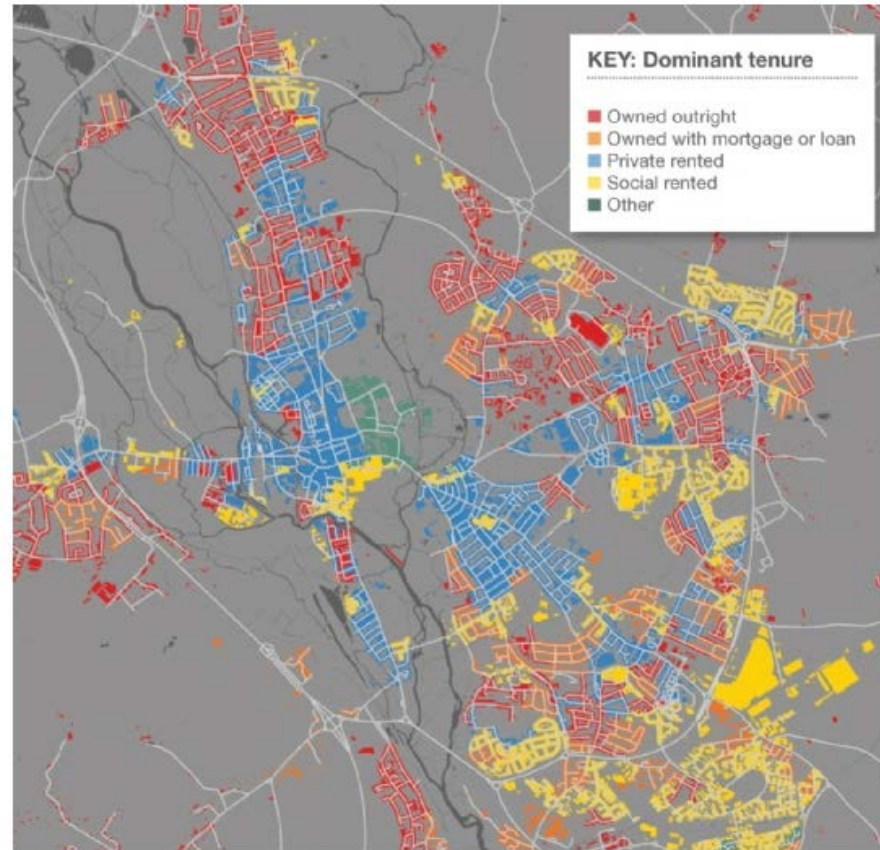 KEY: Dominant tenure
Owned outright
Owned with mortgage or loan
Private rented
Social rented
Other